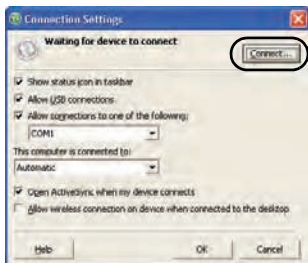 Connection Settings
Waiting for device to connect
Connect...
Show status icon in taskbar
Allow USB connections
Allow connections to one of the following:
COM1
This computer is connected to:
Automatic
Open ActiveSync when my device connects
Allow wireless connection on device when connected to the desktop
Help
OK
Cancel